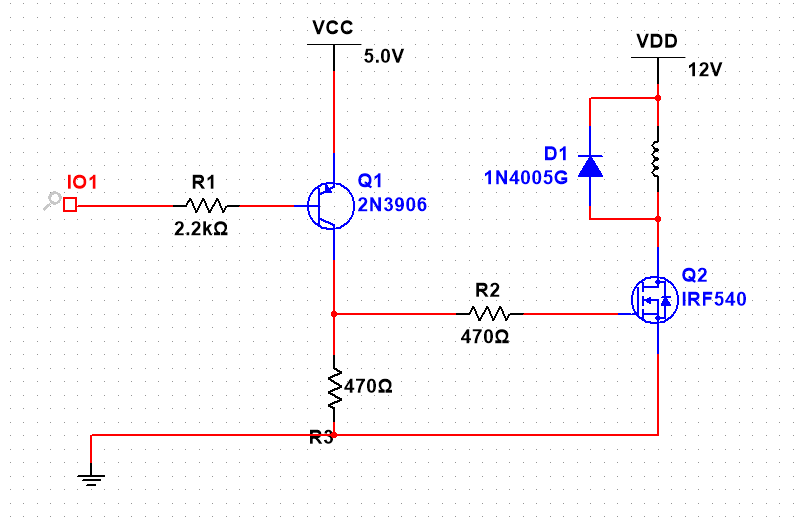 VCC
5.0V
VDD
12V
IO1
R1
2.2kΩ
Q1
2N3906
D1
1N4005G
R2
470Ω
Q2
IRF540
470Ω
R3